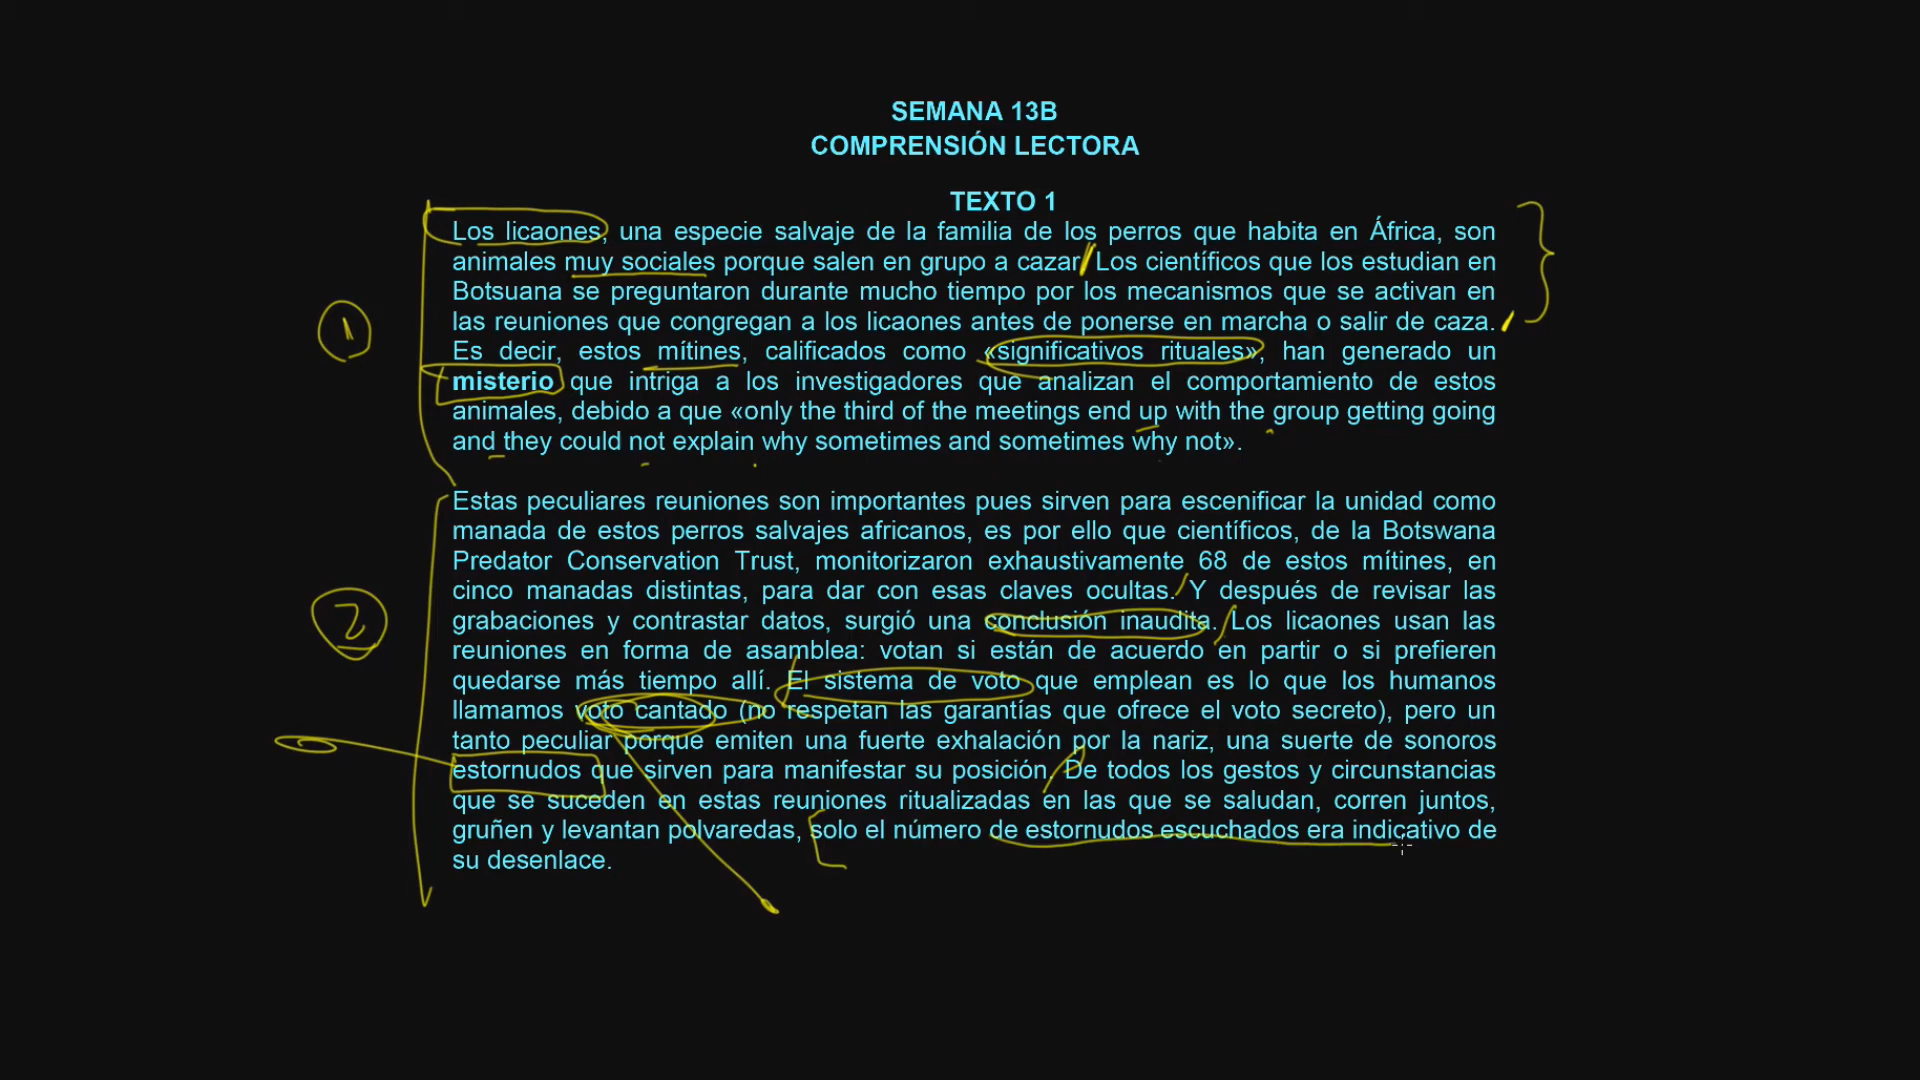 SEMANA 13B
COMPRENSIÓN LECTORA
TEXTO 1
Los licaones, una especie salvaje de la familia de los perros que habita en África, son
animales muy sociales porque salen en grupo a cazar. Los científicos que los estudian en
Botsuana se preguntaron durante mucho tiempo por los mecanismos que se activan en
las reuniones que congregan a los licaones antes de ponerse en marcha o salir de caza.
1
Es decir, estos mítines, calificados como «significativos rituales», han generado un
misterio que intriga a los investigadores que analizan el comportamiento de estos
animales, debido a que «only the third of the meetings end up with the group getting going
and they could not explain why sometimes and sometimes why not».
Estas peculiares reuniones son importantes pues sirven para escenificar la unidad como
manada de estos perros salvajes africanos, es por ello que científicos, de la Botswana
Predator Conservation Trust, monitorizaron exhaustivamente 68 de estos mítines, en
cinco manadas distintas, para dar con esas claves ocultas. Y después de revisar las
2
grabaciones y contrastar datos, surgió una conclusión inaudita. Los licaones usan las
reuniones en forma de asamblea: votan si están de acuerdo en partir o si prefieren
quedarse más tiempo allí. El sistema de voto que emplean es lo que los humanos
llamamos voto cantado (no respetan las garantías que ofrece el voto secreto), pero un
tanto peculiar porque emiten una fuerte exhalación por la nariz, una suerte de sonoros
estornudos que sirven para manifestar su posición. De todos los gestos y circunstancias
que se suceden en estas reuniones ritualizadas en las que se saludan, corren juntos,
gruñen y levantan polvaredas, solo el número de estornudos escuchados era indicativo de
su desenlace.